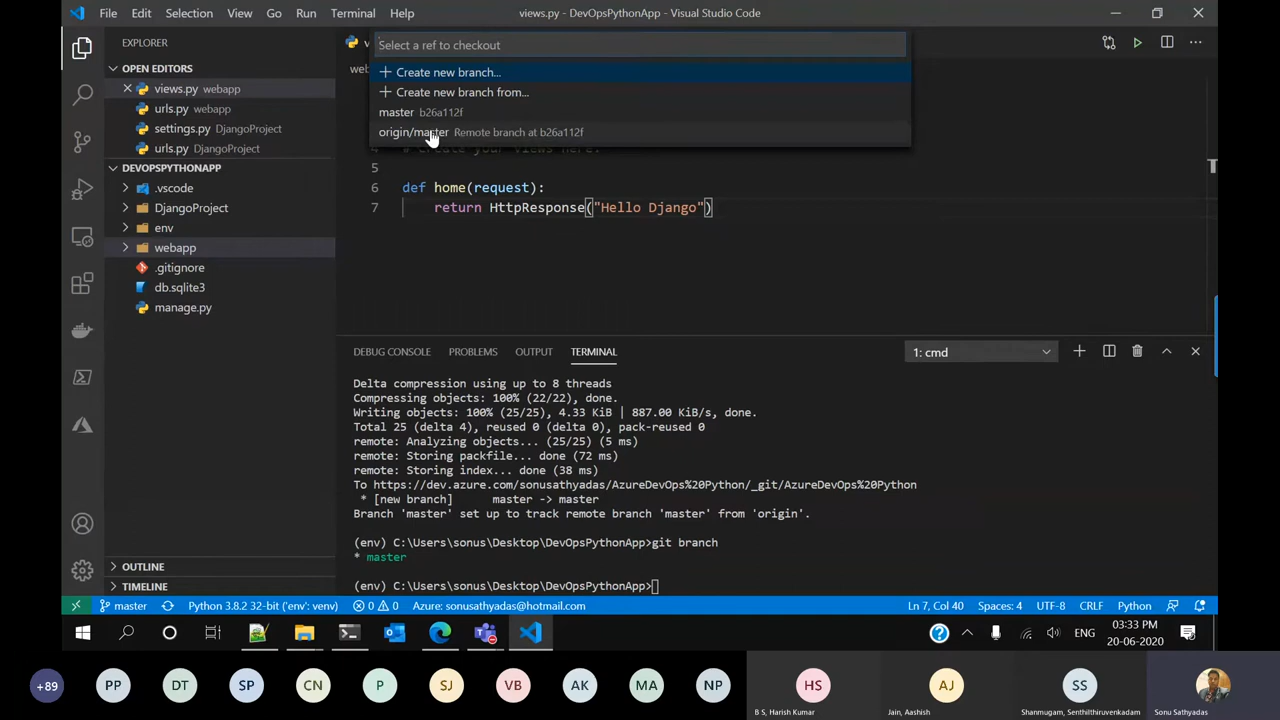 File Edit Selection View Go Run Terminal Help views.py - DevOpsPythonApp - Visual Studio Code
EXPLORER
Select a ref to checkout
OPEN EDITORS
+ Create new branch...
views.py webapp
+ Create new branch from...
urls.py webapp
master b26a112f
settings.py DjangoProject
origin/master Remote branch at b26a112f
urls.py DjangoProject
4 # Create your views here.
DEVOPSPYTHONAPP
5
.vscode
6 def home(request):
DjangoProject
7 return HttpResponse("Hello Django")
env
webapp
.gitignore
db.sqlite3
manage.py
DEBUG CONSOLE PROBLEMS OUTPUT TERMINAL 1: cmd
Delta compression using up to 8 threads
Compressing objects: 100% (22/22), done.
Writing objects: 100% (25/25), 4.33 KiB | 887.00 KiB/s, done.
Total 25 (delta 4), reused 0 (delta 0), pack-reused 0
remote: Analyzing objects... (25/25) (5 ms)
remote: Storing packfile... done (72 ms)
remote: Storing index... done (38 ms)
To https://dev.azure.com/sonusathyadas/AzureDevOps%20Python/_git/AzureDevOps%20Python
* [new branch] master -> master
Branch 'master' set up to track remote branch 'master' from 'origin'.
(env) C:\Users\sonus\Desktop\DevOpsPythonApp>git branch
* master
(env) C:\Users\sonus\Desktop\DevOpsPythonApp>
OUTLINE
TIMELINE
master Python 3.8.2 32-bit ('env': venv) 0 0 Azure: sonusathyadas@hotmail.com Ln 7, Col 40 Spaces: 4 UTF-8 CRLF Python
ENG
03:33 PM
20-06-2020
+89 PP DT SP CN P SJ VB AK MA NP HS AJ SS
B S, Harish Kumar Jain, Aashish Shanmugam, Senthilthiruvenkadam Sonu Sathyadas